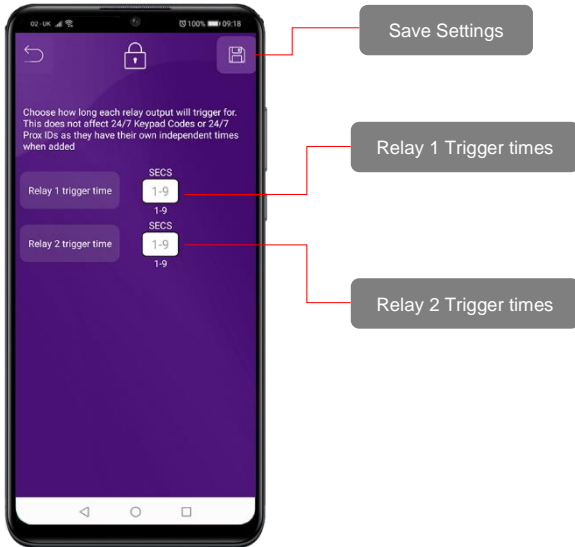 02-UK 100% 09:18
Save Settings
Choose how long each relay output will trigger for.
This does not affect 24/7 Keypad Codes or 24/7
Prox IDs as they have their own independent times
when added
SECS
Relay 1 trigger time 1-9
1-9
Relay 1 Trigger times
SECS
Relay 2 trigger time 1-9
1-9
Relay 2 Trigger times